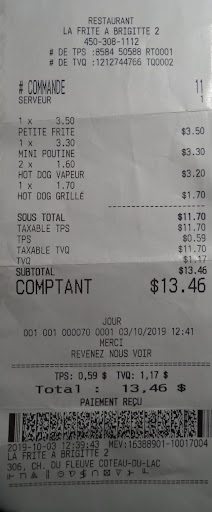 RESTAURANT
LA FRITE A BRIGITTE 2
450-308-1112
# DE TPS :8584 50588 RT0001
# DE TVQ :1212744766 TQ0002
# COMMANDE 11
SERVEUR 1
1 x 3.50
PETITE FRITE $3.50
1 x 3.30
MINI POUTINE $3.30
2 x 1.60
HOT DOG VAPEUR $3.20
1 x 1.70
HOT DOG GRILLE $1.70
SOUS TOTAL $11.70
TAXABLE TPS $11.70
TPS $0.59
TAXABLE TVQ $11.70
TVQ $1.17
SUBTOTAL $13.46
COMPTANT $13.46
JOUR
001 001 000070 0001 03/10/2019 12:41
MERCI
REVENEZ NOUS VOIR
TPS: 0,59 $ TVQ: 1,17 $
Total : 13,46 $
PAIEMENT REÇU
2019-10-03 12:39:43 MEV:16388901-10017004
LA FRITE A BRIGITTE 2
306, CH. DU FLEUVE COTEAU-DU-LAC